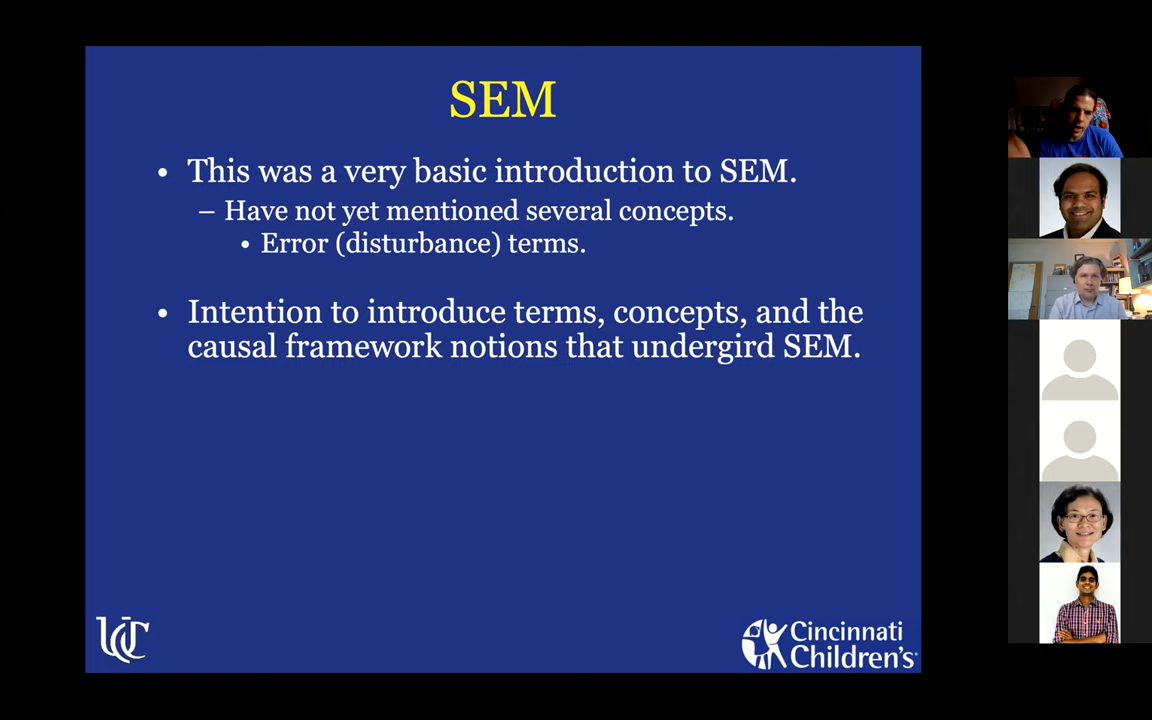 SEM
• This was a very basic introduction to SEM.
– Have not yet mentioned several concepts.
• Error (disturbance) terms.
• Intention to introduce terms, concepts, and the
causal framework notions that undergird SEM.
UC
Cincinnati
Children's